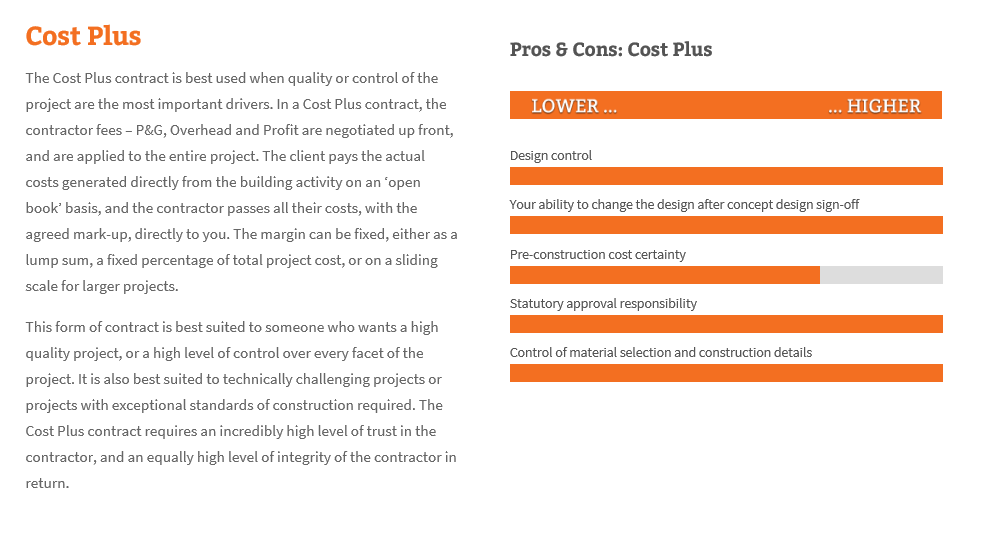 Cost Plus
The Cost Plus contract is best used when quality or control of the
project are the most important drivers. In a Cost Plus contract, the
contractor fees – P&G, Overhead and Profit are negotiated up front,
and are applied to the entire project. The client pays the actual
costs generated directly from the building activity on an ‘open
book’ basis, and the contractor passes all their costs, with the
agreed mark-up, directly to you. The margin can be fixed, either as a
lump sum, a fixed percentage of total project cost, or on a sliding
scale for larger projects.
This form of contract is best suited to someone who wants a high
quality project, or a high level of control over every facet of the
project. It is also best suited to technically challenging projects or
projects with exceptional standards of construction required. The
Cost Plus contract requires an incredibly high level of trust in the
contractor, and an equally high level of integrity of the contractor in
return.
Pros & Cons: Cost Plus
LOWER ... ... HIGHER
Design control
Your ability to change the design after concept design sign-off
Pre-construction cost certainty
Statutory approval responsibility
Control of material selection and construction details